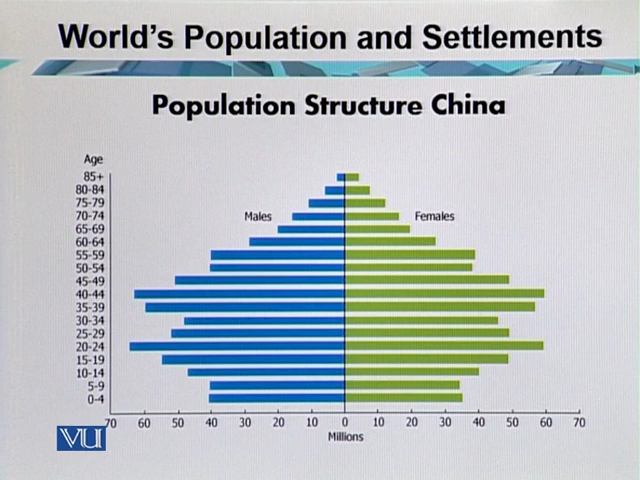 World's Population and Settlements
Population Structure China
Age
85+
80-84
75-79
70-74
65-69
60-64
55-59
50-54
45-49
40-44
35-39
30-34
25-29
20-24
15-19
10-14
5-9
0-4
Males
Females
70 60 50 40 30 20 10 0 10 20 30 40 50 60 70
Millions
VU